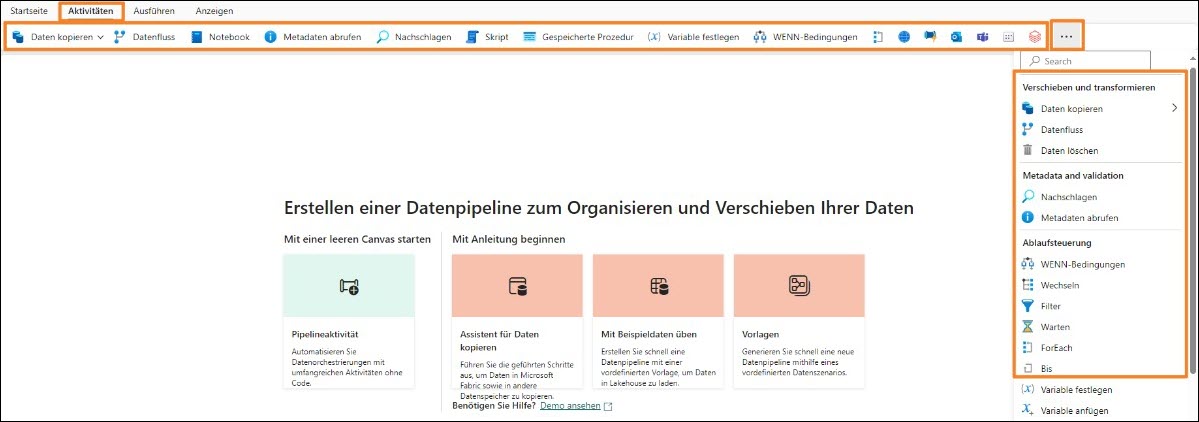 Startseite Aktivitäten Ausführen Anzeigen
Daten kopieren Datenfluss Notebook Metadaten abrufen Nachschlagen Skript Gespeicherte Prozedur Variable festlegen WENN-Bedingungen ...
Search
Verschieben und transformieren
Daten kopieren
Datenfluss
Daten löschen
Metadata and validation
Nachschlagen
Metadaten abrufen
Ablaufsteuerung
WENN-Bedingungen
Wechseln
Filter
Warten
ForEach
Bis
Variable festlegen
Variable anfügen
Erstellen einer Datenpipeline zum Organisieren und Verschieben Ihrer Daten
Mit einer leeren Canvas starten
Pipelineaktivität
Automatisieren Sie
Datenorchestrierungen mit
umfangreichen Aktivitäten ohne
Code.
Mit Anleitung beginnen
Assistent für Daten
kopieren
Führen Sie die geführten Schritte
aus, um Daten in Microsoft
Fabric sowie in andere
Datenspeicher zu kopieren.
Mit Beispieldaten üben
Erstellen Sie schnell eine
Datenpipeline mit einer
vordefinierten Vorlage, um Daten
in Lakehouse zu laden.
Vorlagen
Generieren Sie schnell eine neue
Datenpipeline mithilfe eines
vordefinierten Datenszenarios.
Benötigen Sie Hilfe? Demo ansehen